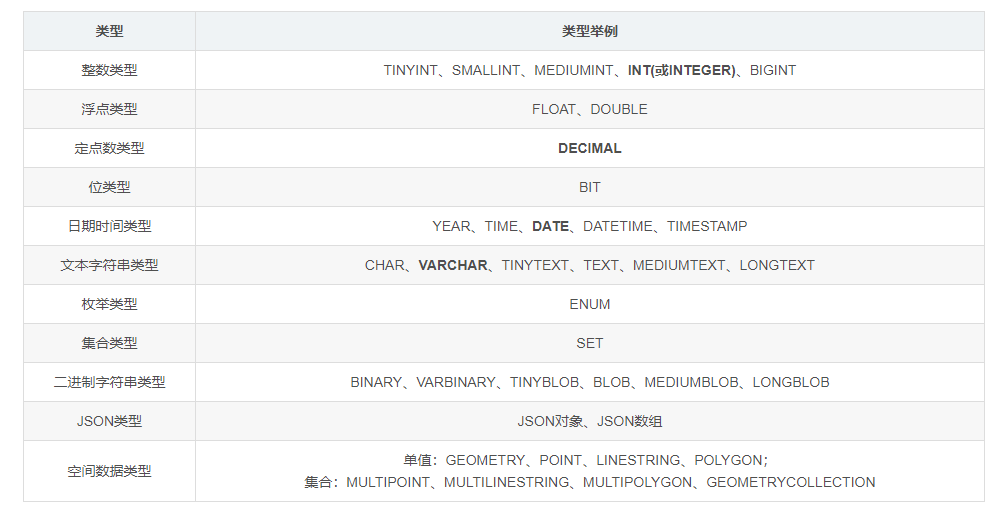 类型 类型举例
整数类型 TINYINT、SMALLINT、MEDIUMINT、INT(或INTEGER)、BIGINT
浮点类型 FLOAT、DOUBLE
定点数类型 DECIMAL
位类型 BIT
日期时间类型 YEAR、TIME、DATE、DATETIME、TIMESTAMP
文本字符串类型 CHAR、VARCHAR、TINYTEXT、TEXT、MEDIUMTEXT、LONGTEXT
枚举类型 ENUM
集合类型 SET
二进制字符串类型 BINARY、VARBINARY、TINYBLOB、BLOB、MEDIUMBLOB、LONGBLOB
JSON类型 JSON对象、JSON数组
空间数据类型 单值：GEOMETRY、POINT、LINESTRING、POLYGON；
集合：MULTIPOINT、MULTILINESTRING、MULTIPOLYGON、GEOMETRYCOLLECTION